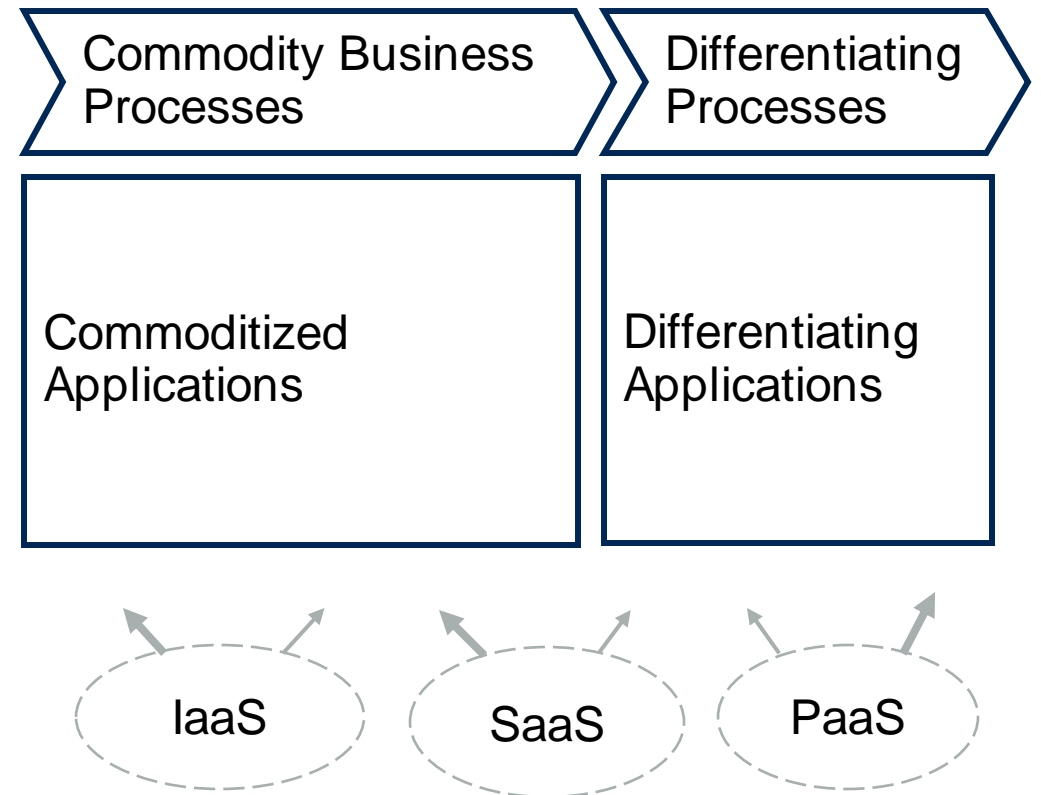 Commodity Business
Processes
Differentiating
Processes
Commoditized
Applications
Differentiating
Applications
IaaS
SaaS
PaaS